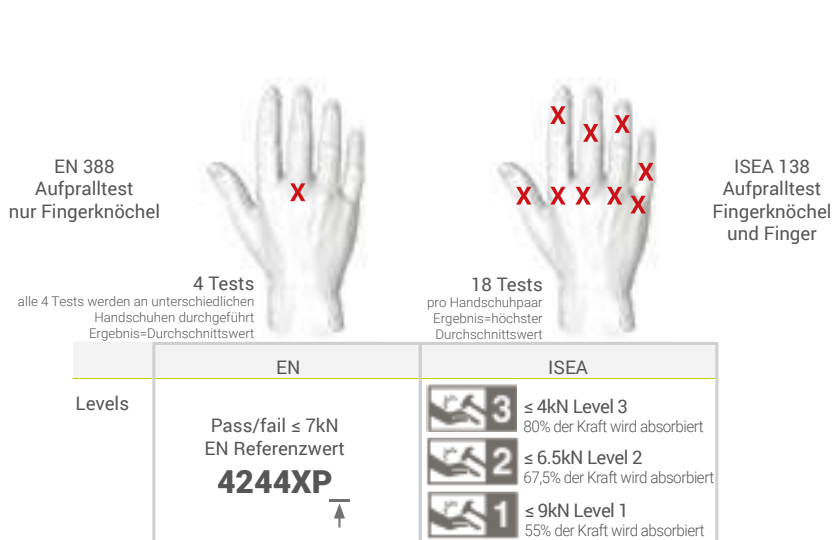 EN 388
Aufpralltest
nur Fingerknöchel
X
4 Tests
alle 4 Tests werden an unterschiedlichen
Handschuhen durchgeführt
Ergebnis=Durchschnittswert
X X X X
X X X X X
ISEA 138
Aufpralltest
Fingerknöchel
und Finger
18 Tests
pro Handschuhpaar
Ergebnis=höchster
Durchschnittswert
EN
ISEA
Levels
Pass/fail ≤ 7kN
EN Referenzwert
4244XP
3
≤ 4kN Level 3
80% der Kraft wird absorbiert
2
≤ 6.5kN Level 2
67,5% der Kraft wird absorbiert
1
≤ 9kN Level 1
55% der Kraft wird absorbiert